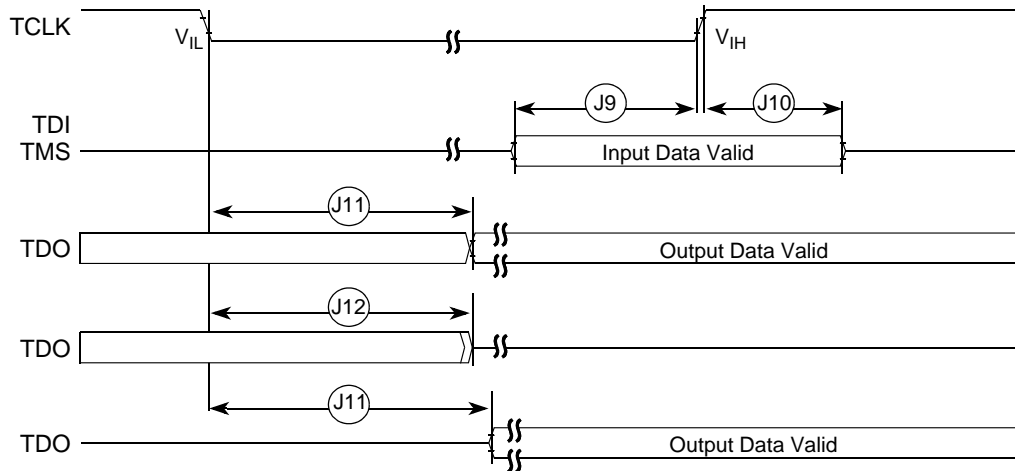 TCLK
VIL
VIH
J9
J10
TDI
TMS
Input Data Valid
J11
TDO
Output Data Valid
J12
TDO
J11
TDO
Output Data Valid